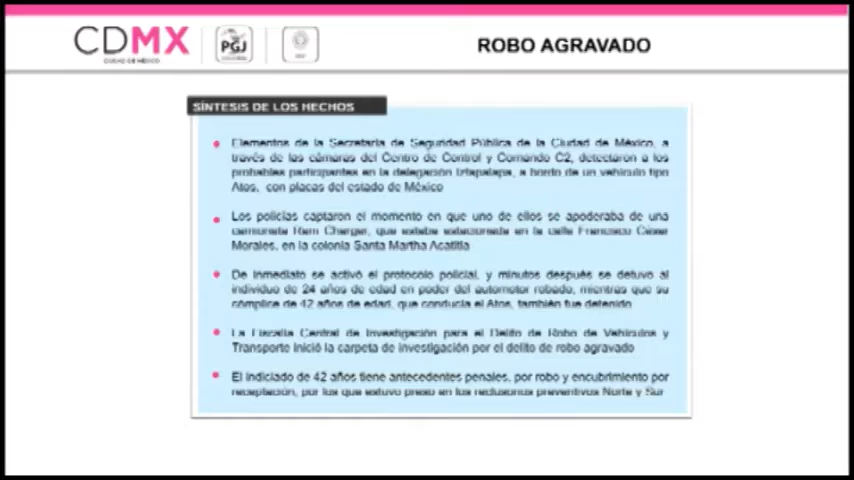 CDMX
CIUDAD DE MÉXICO
PGJ
ROBO AGRAVADO
SÍNTESIS DE LOS HECHOS
Elementos de la Secretaría de Seguridad Pública de la Ciudad de México, a
través de las cámaras del Centro de Control y Comando C2, detectaron a los
probables participantes en la delegación Iztapalapa, a bordo de un vehículo tipo
Atos, con placas del estado de México
Los policías captaron el momento en que uno de ellos se apoderaba de una
camioneta Ram Charger, que estaba estacionada en la calle Francisco César
Morales, en la colonia Santa Martha Acatitla
De inmediato se activó el protocolo policial, y minutos después se detuvo al
individuo de 24 años de edad en poder del automotor robado, mientras que su
cómplice de 42 años de edad, que conducía el Atos, también fue detenido
La Fiscalía Central de Investigación para el Delito de Robo de Vehículos y
Transporte inició la carpeta de investigación por el delito de robo agravado
El indiciado de 42 años tiene antecedentes penales, por robo y encubrimiento por
receptación, por los que estuvo preso en los reclusorios preventivos Norte y Sur